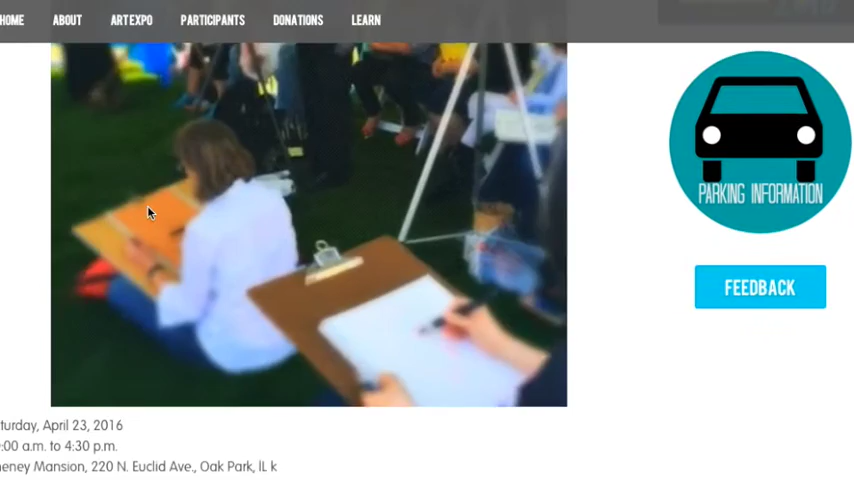 HOME ABOUT ARTEXPO PARTICIPANTS DONATIONS LEARN
PARKING INFORMATION
FEEDBACK
turday, April 23, 2016
:00 a.m. to 4:30 p.m.
heney Mansion, 220 N. Euclid Ave., Oak Park, IL k